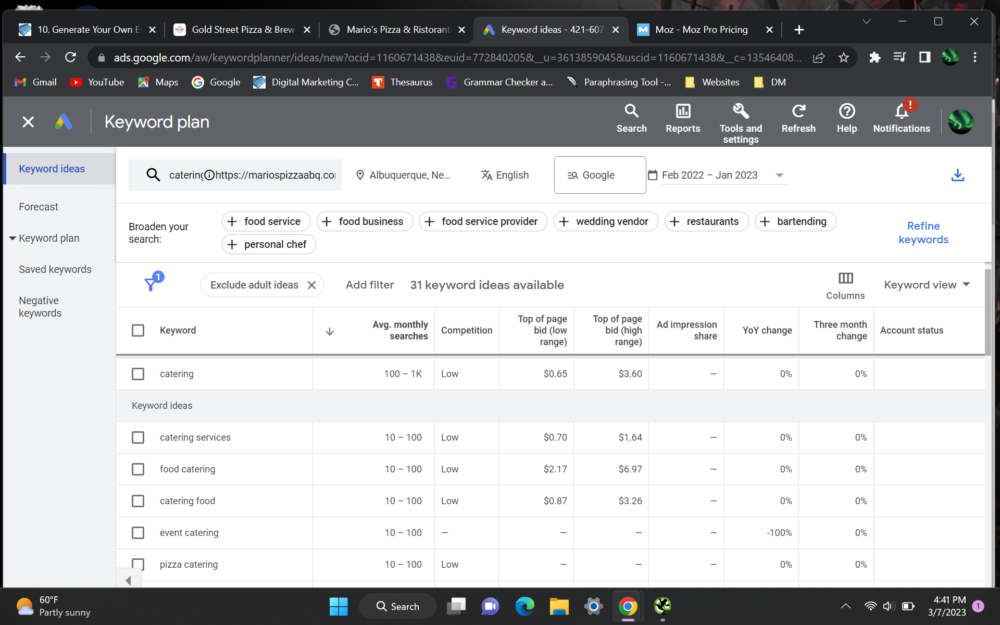 10. Generate Your Own E
Gold Street Pizza & Brew
Mario's Pizza & Ristorant
Keyword ideas - 421-607
Moz - Moz Pro Pricing
ads.google.com/aw/keywordplanner/ideas/new?ocid=1160671438&euid=772840205&__u=3613859045&uscid=1160671438&__c=13546408...
Gmail
YouTube
Maps
Google
Digital Marketing C...
Thesaurus
Grammar Checker a...
Paraphrasing Tool -...
Websites
DM
Keyword plan
Search
Reports
Tools and
settings
Refresh
Help
!
Notifications
Keyword ideas
Forecast
Keyword plan
Saved keywords
Negative
keywords
catering https://mariospizzaabq.co
Albuquerque, Ne...
English
Google
Feb 2022 – Jan 2023
Broaden your
search:
food service
food business
food service provider
wedding vendor
restaurants
bartending
personal chef
Refine
keywords
1
Exclude adult ideas
Add filter
31 keyword ideas available
Columns
Keyword view
Keyword
Avg. monthly
searches
Competition
Top of page
bid (low
range)
Top of page
bid (high
range)
Ad impression
share
YoY change
Three month
change
Account status
catering 100 – 1K Low $0.65 $3.60 — 0% 0%
Keyword ideas
catering services 10 – 100 Low $0.70 $1.64 — 0% 0%
food catering 10 – 100 Low $2.17 $6.97 — 0% 0%
catering food 10 – 100 Low $0.87 $3.26 — 0% 0%
event catering 10 – 100 — — — — -100% 0%
pizza catering 10 – 100 Low — — — 0% 0%
60°F
Partly sunny
Search
4:41 PM
3/7/2023
1